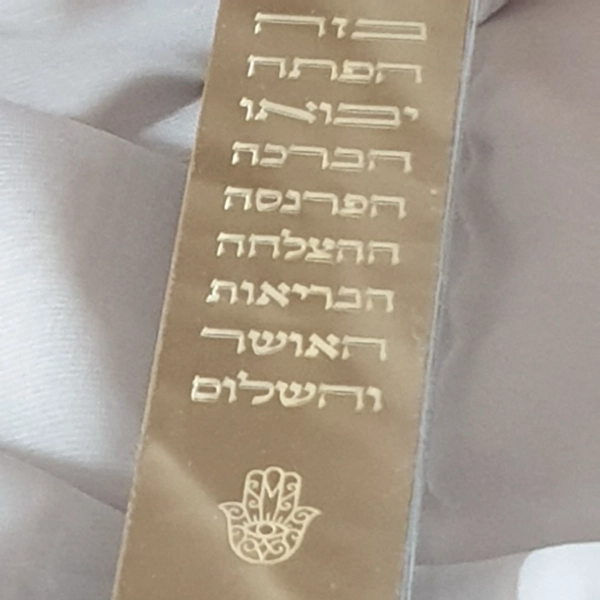 בזה
הפתח
יבואו
הברכה
הפרנסה
ההצלחה
הבריאות
האושר
והשלום